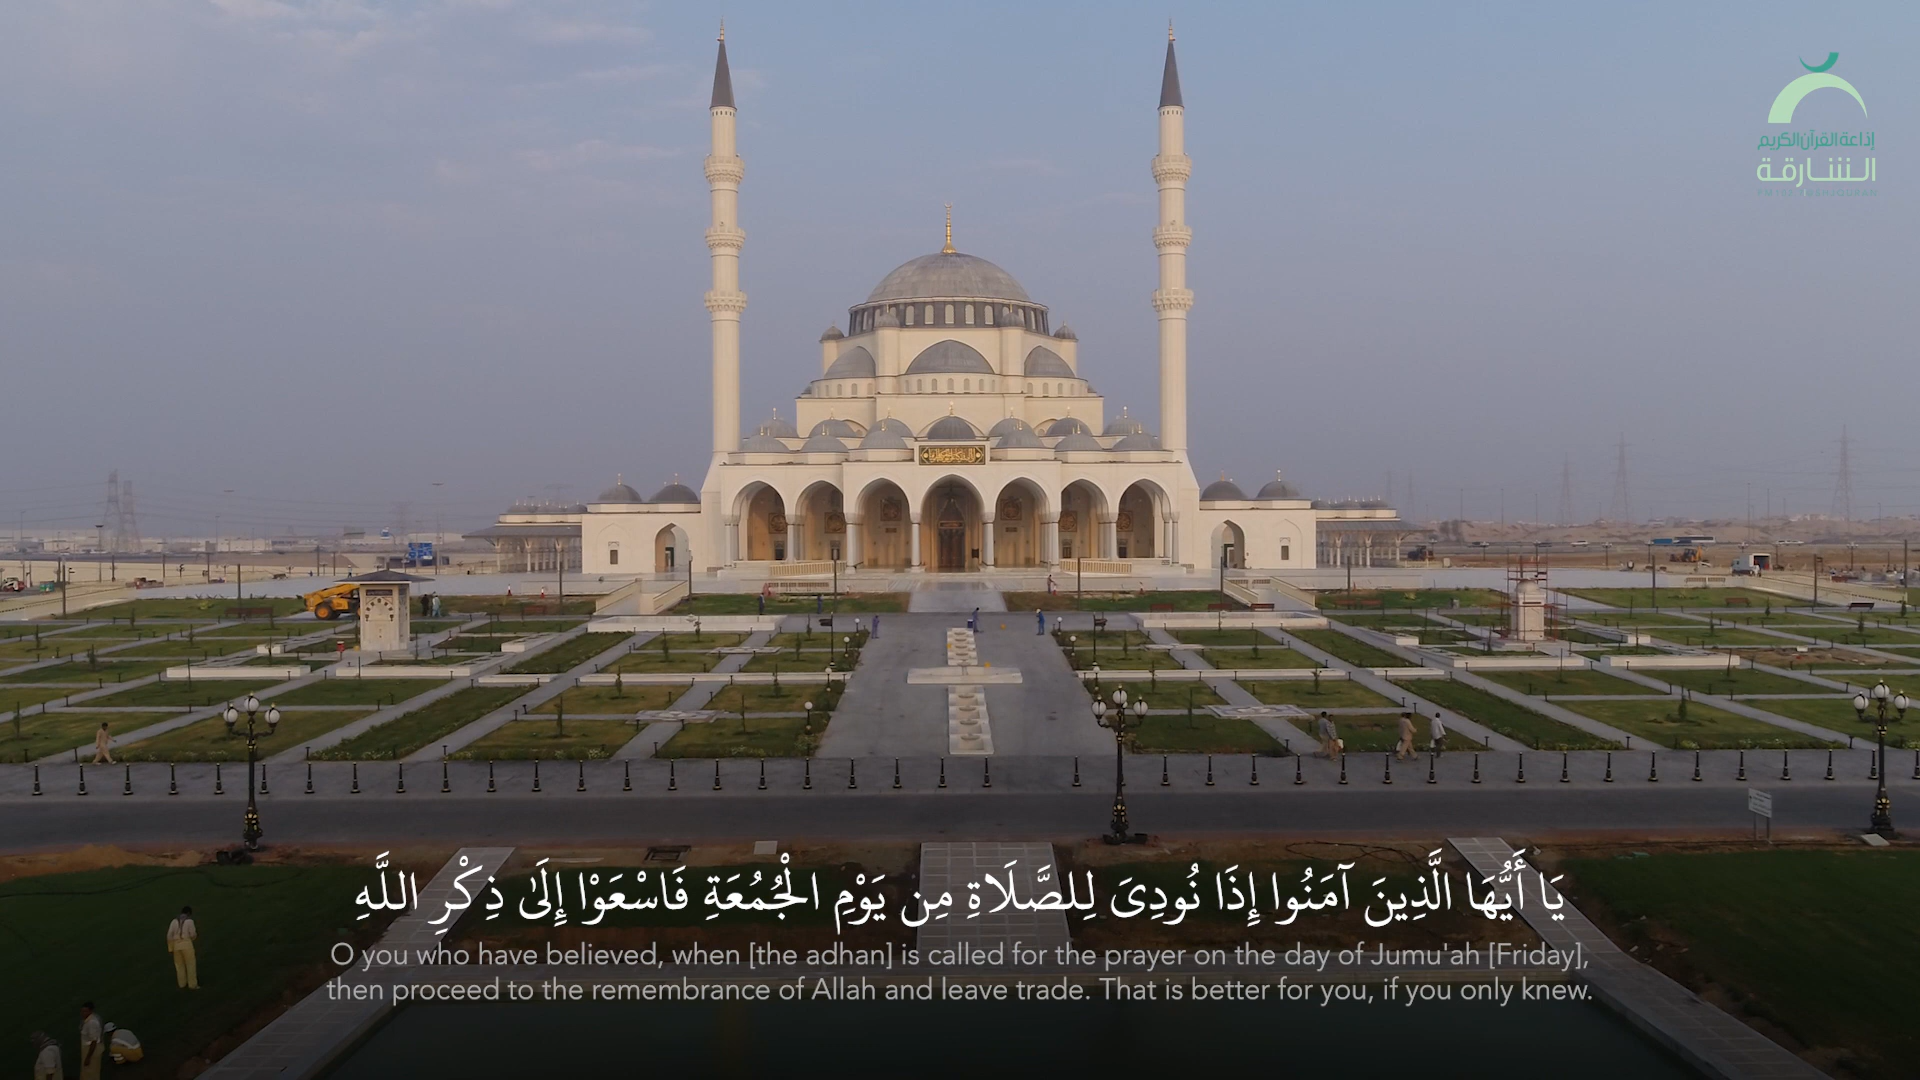 إذاعة القرآن الكريم
الشارقة
يَا أَيُّهَا الَّذِينَ آمَنُوا إِذَا نُودِىَ لِلصَّلَاةِ مِن يَوْمِ الْجُمُعَةِ فَاسْعَوْا إِلَىٰ ذِكْرِ اللَّهِ
O you who have believed, when [the adhan] is called for the prayer on the day of Jumu'ah [Friday],
then proceed to the remembrance of Allah and leave trade. That is better for you, if you only knew.